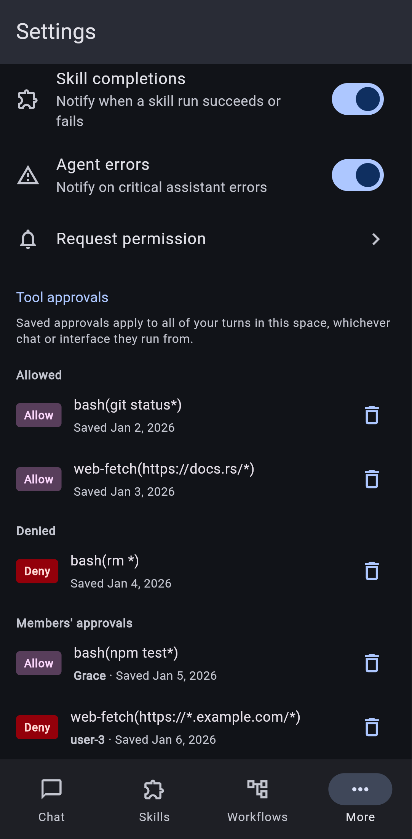 Settings
Skill completions
Notify when a skill run succeeds or
fails
Agent errors
Notify on critical assistant errors
Request permission
Tool approvals
Saved approvals apply to all of your turns in this space, whichever
chat or interface they run from.
Allowed
Allow
bash(git status*)
Saved Jan 2, 2026
Allow
web-fetch(https://docs.rs/*)
Saved Jan 3, 2026
Denied
Deny
bash(rm *)
Saved Jan 4, 2026
Members' approvals
Allow
bash(npm test*)
Grace · Saved Jan 5, 2026
Deny
web-fetch(https://*.example.com/*)
user-3 · Saved Jan 6, 2026
Chat
Skills
Workflows
More